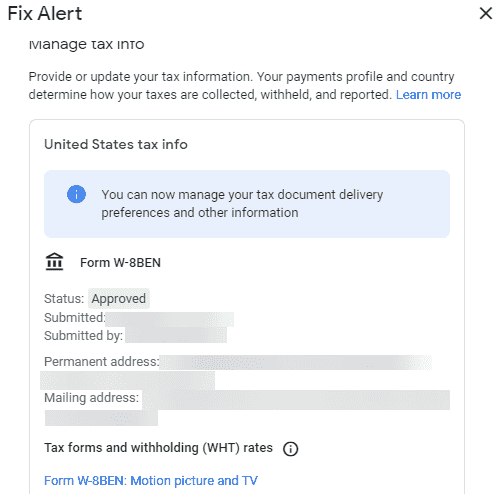 Fix Alert
Manage tax info
Provide or update your tax information. Your payments profile and country
determine how your taxes are collected, withheld, and reported. Learn more
United States tax info
You can now manage your tax document delivery
preferences and other information
Form W-8BEN
Status: Approved
Submitted:
Submitted by:
Permanent address:
Mailing address:
Tax forms and withholding (WHT) rates
Form W-8BEN: Motion picture and TV